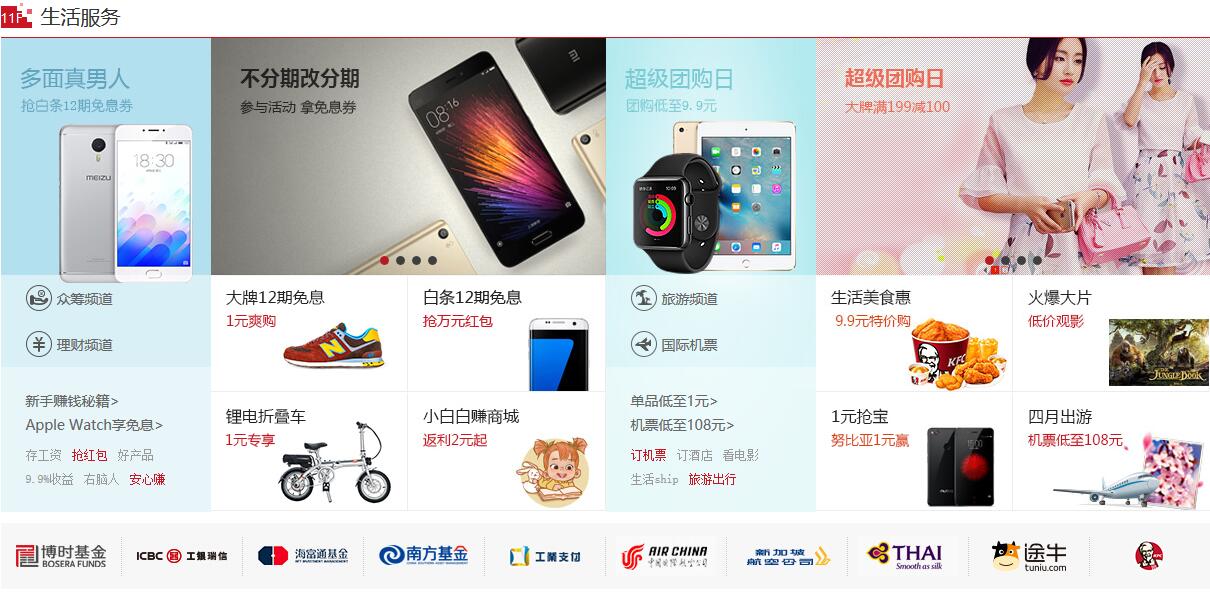 11F 生活服务
多面真男人
抢白条12期免息券
MEIZU
18:30
众筹频道
理财频道
新手赚钱秘籍>
Apple Watch享免息>
存工资 抢红包 好产品
9.9%收益 右脑人 安心赚
不分期改分期
参与活动 拿免息券
08:16
大牌12期免息
1元爽购
白条12期免息
抢万元红包
锂电折叠车
1元专享
小白白赚商城
返利2元起
超级团购日
团购低至9.9元
旅游频道
国际机票
单品低至1元>
机票低至108元>
订机票 订酒店 看电影
生活ship 旅游出行
超级团购日
大牌满199减100
生活美食惠
9.9元特价购
KFC
火爆大片
低价观影
THE JUNGLE BOOK
1元抢宝
努比亚1元赢
四月出游
机票低至108元
博时基金
BOSERA FUNDS
ICBC 工银瑞信
海富通基金
南方基金
工業支付
AIR CHINA
中国国际航空公司
新加坡
航空公司
THAI
Smooth as silk
途牛
tuniu.com